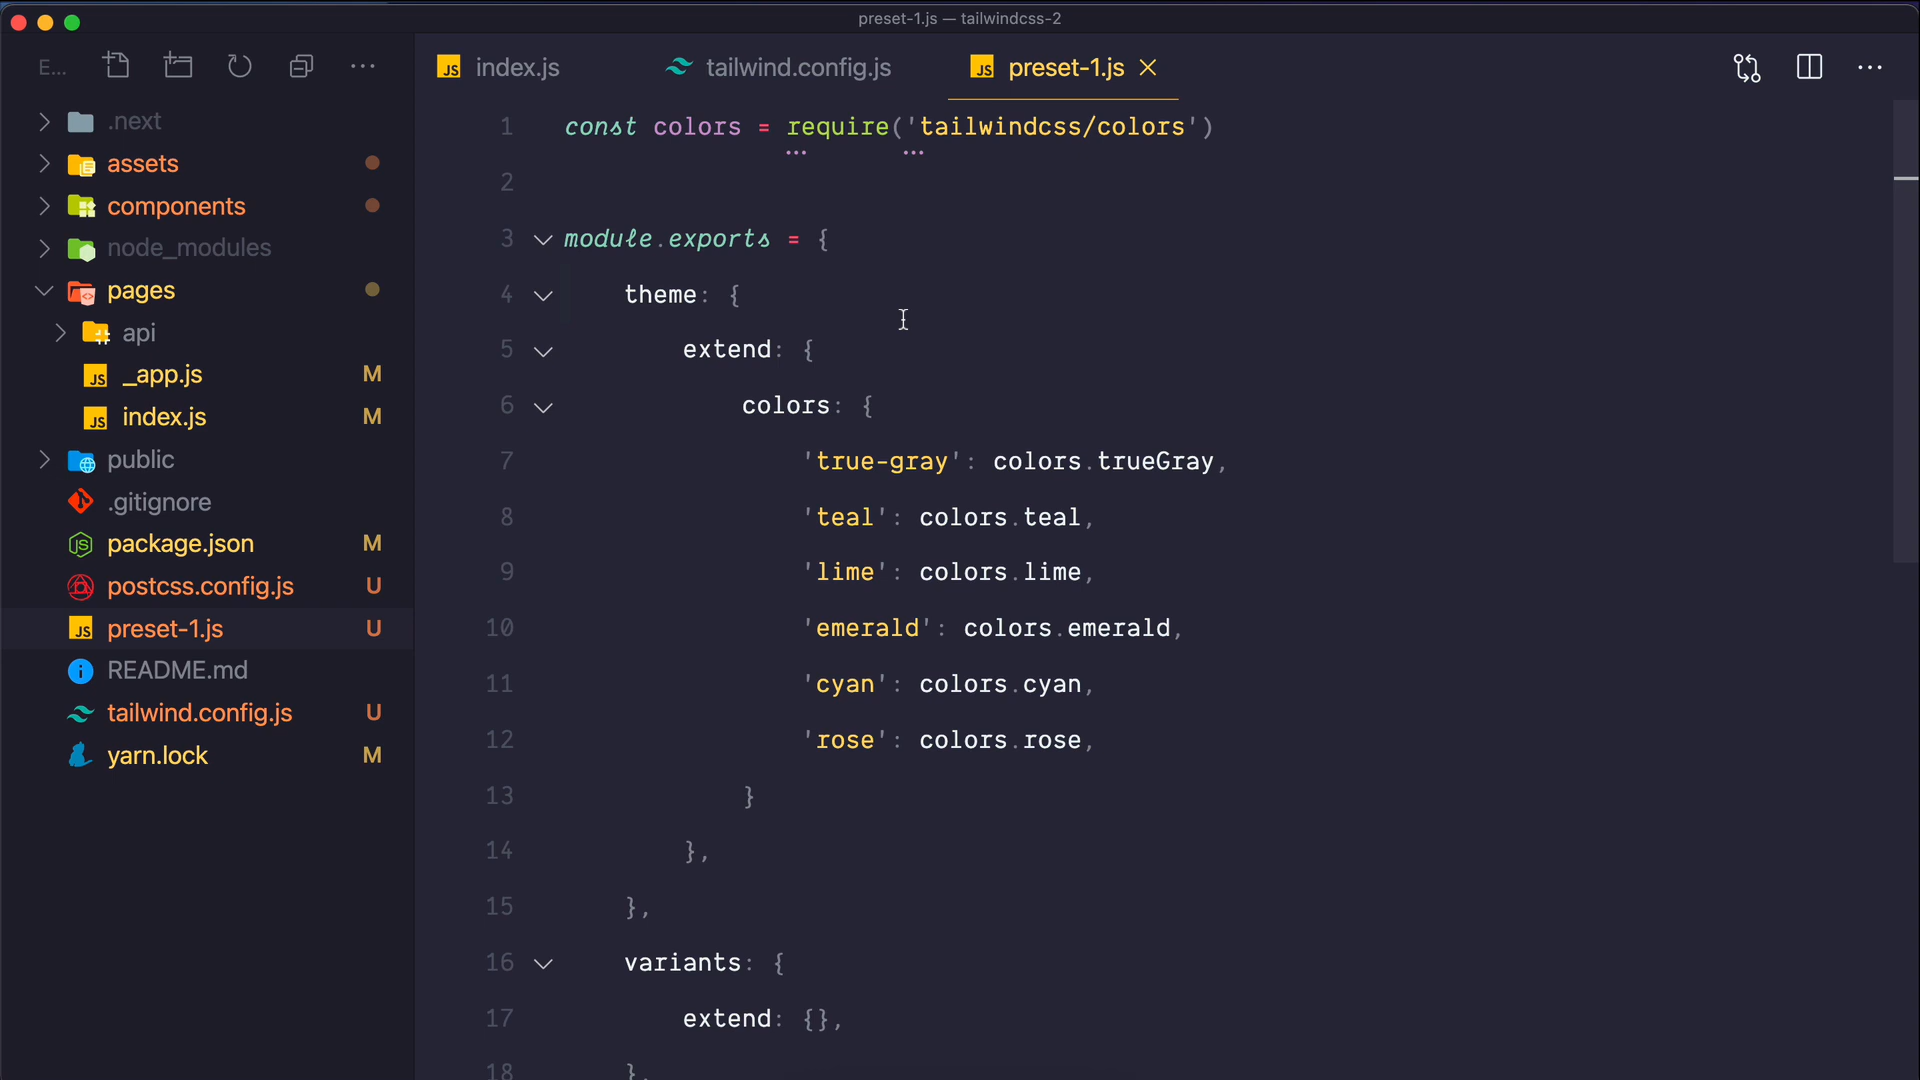 preset-1.js — tailwindcss-2
E...
index.js
tailwind.config.js
preset-1.js
.next
assets
components
node_modules
pages
api
_app.js M
index.js M
public
.gitignore
package.json M
postcss.config.js U
preset-1.js U
README.md
tailwind.config.js U
yarn.lock M
1 const colors = require('tailwindcss/colors')
2
3 module.exports = {
4 theme: {
5 extend: {
6 colors: {
7 'true-gray': colors.trueGray,
8 'teal': colors.teal,
9 'lime': colors.lime,
10 'emerald': colors.emerald,
11 'cyan': colors.cyan,
12 'rose': colors.rose,
13 }
14 },
15 },
16 variants: {
17 extend: {},
18 },